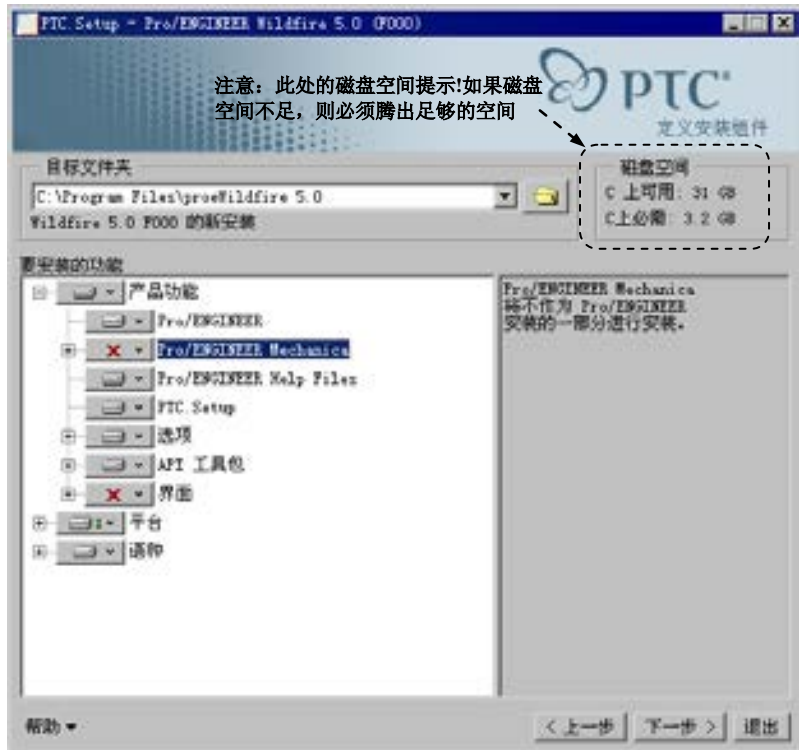 PTC.Setup - Pro/ENGINEER Wildfire 5.0 (F000)
注意：此处的磁盘空间提示!如果磁盘
空间不足，则必须腾出足够的空间
PTC
定义安装组件
目标文件夹
C:\Program Files\proeWildfire 5.0
Wildfire 5.0 F000 的新安装
磁盘空间
C 上可用: 31 GB
C上必需: 3.2 GB
要安装的功能
产品功能
Pro/ENGINEER
Pro/ENGINEER Mechanica
Pro/ENGINEER Help Files
PTC.Setup
选项
API 工具包
界面
平台
语种
Pro/ENGINEER Mechanica
将不作为 Pro/ENGINEER
安装的一部分进行安装。
帮助
< 上一步
下一步 >
退出